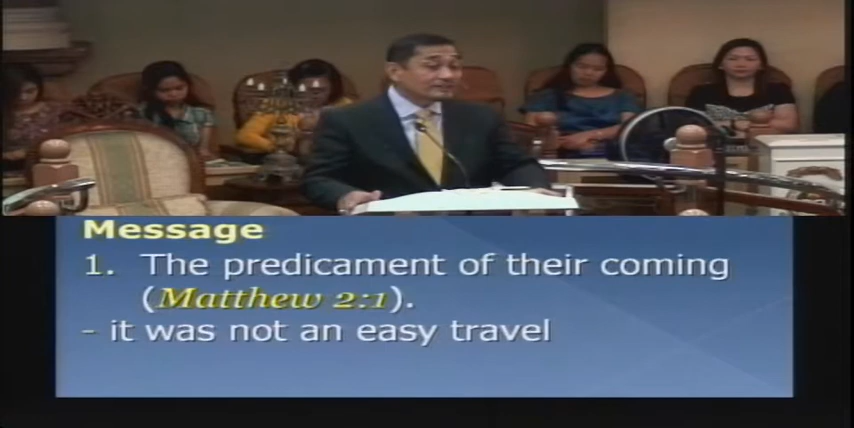 Message
1. The predicament of their coming
(Matthew 2:1).
- it was not an easy travel